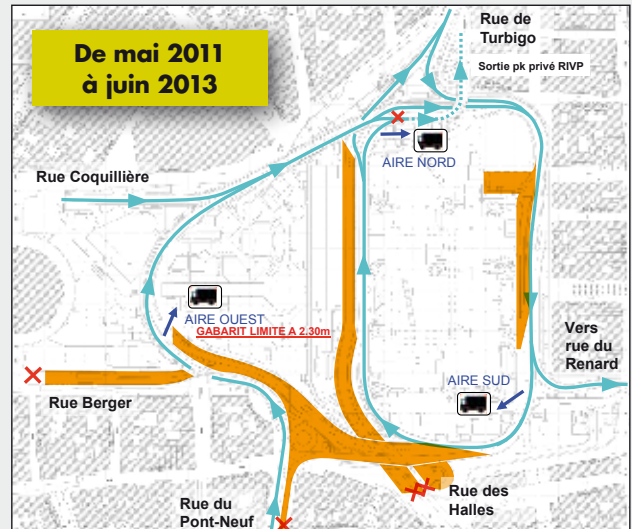 De mai 2011
à juin 2013
Rue de
Turbigo
Sortie pk privé RIVP
AIRE NORD
Rue Coquillière
AIRE OUEST
GABARIT LIMITE A 2.30m
Vers
rue du
Renard
AIRE SUD
Rue Berger
Rue des
Halles
Rue du
Pont-Neuf